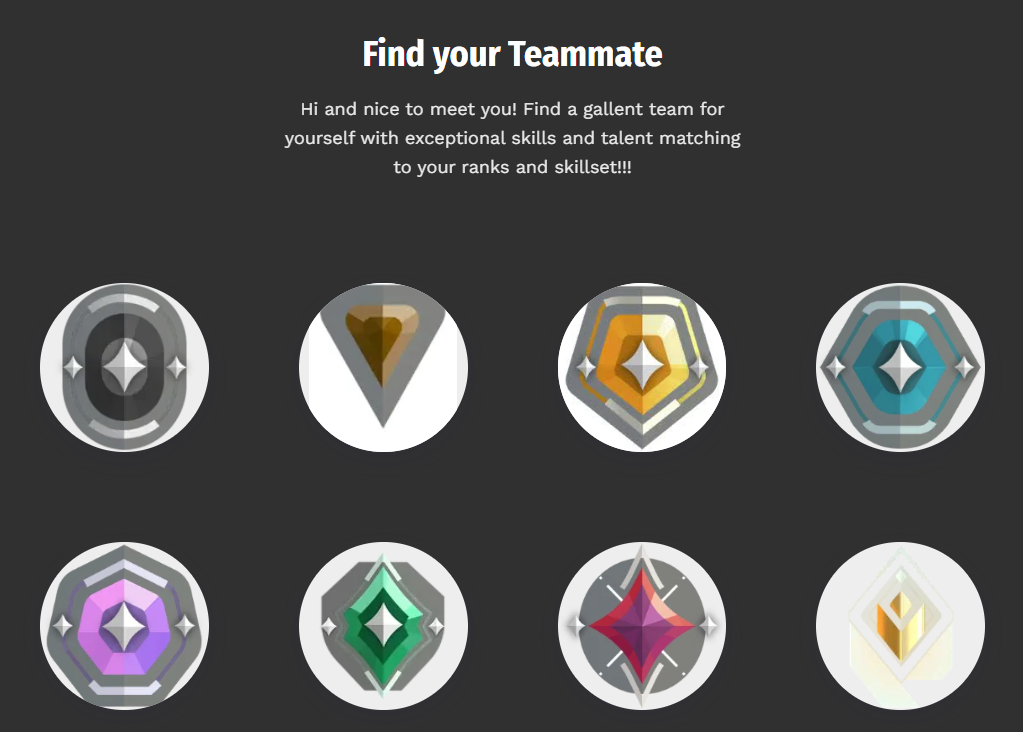 Find your Teammate
Hi and nice to meet you! Find a gallent team for
yourself with exceptional skills and talent matching
to your ranks and skillset!!!